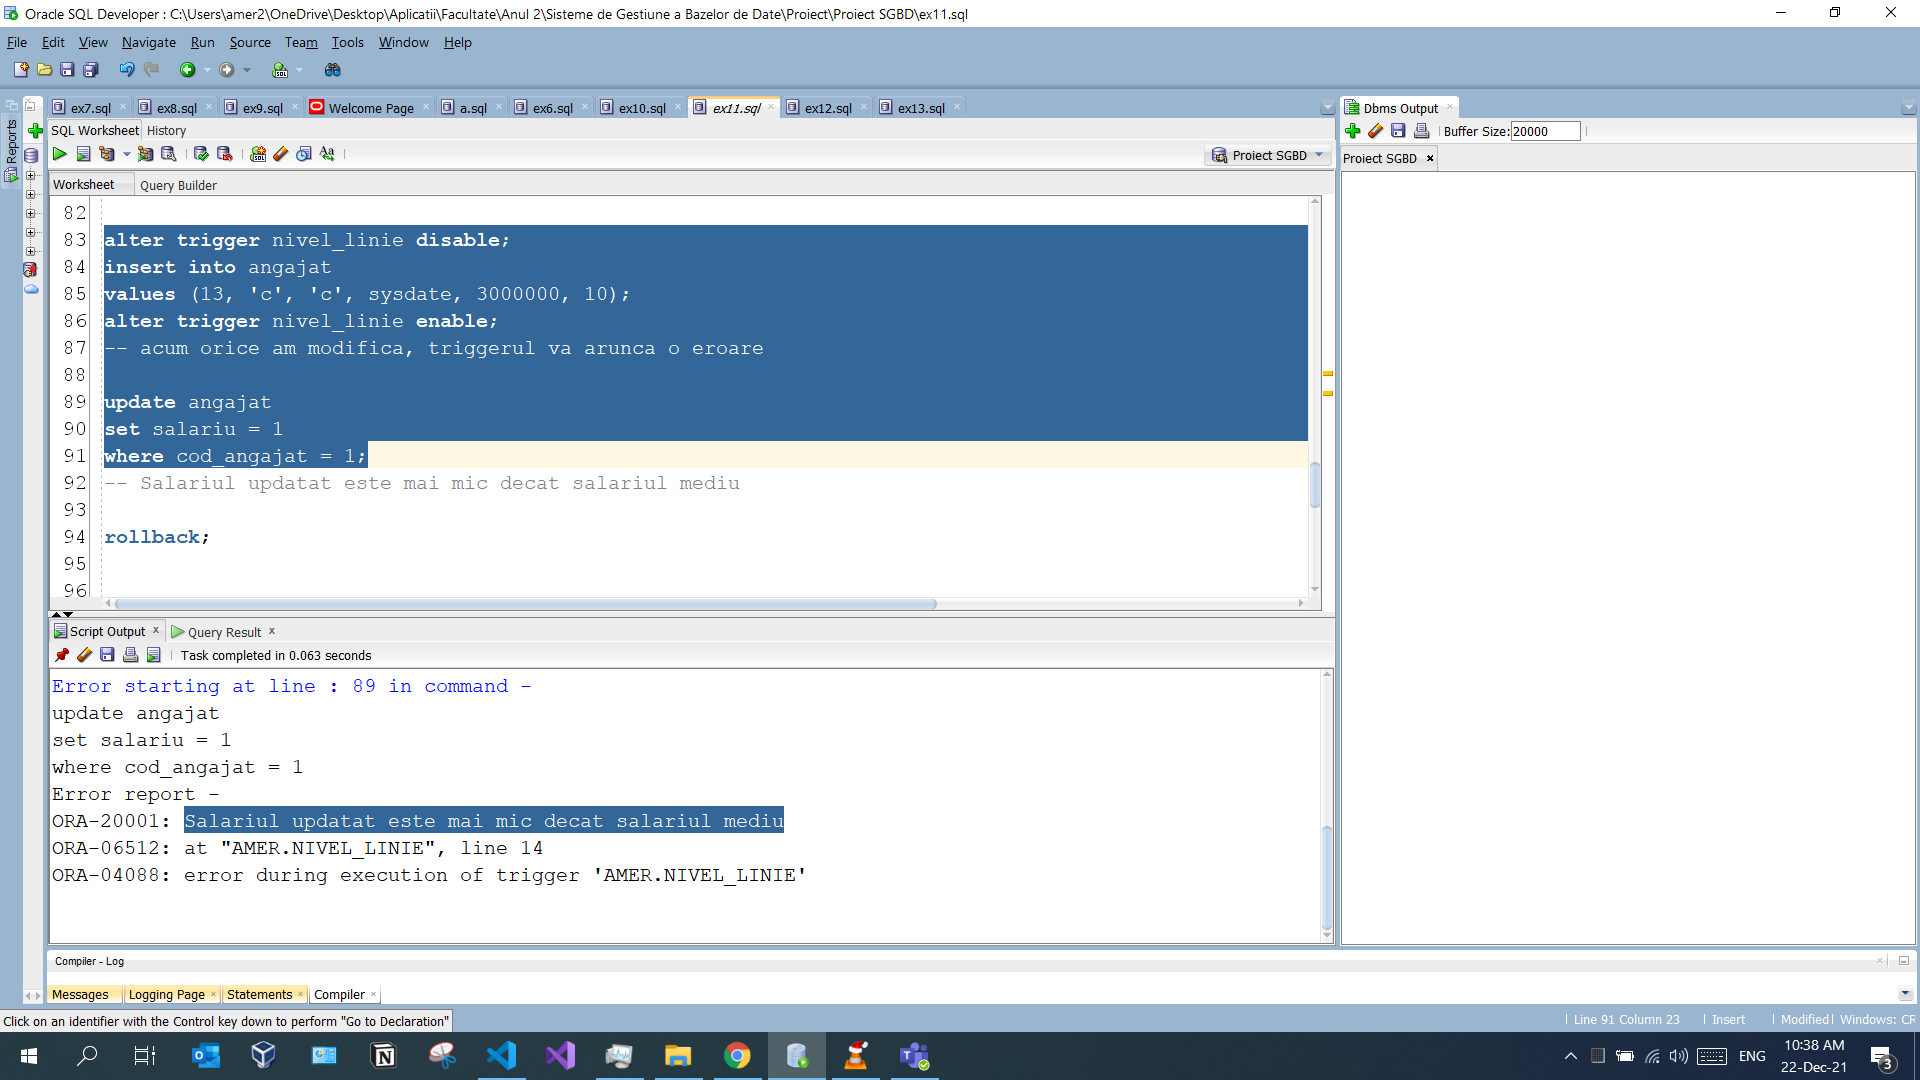 Oracle SQL Developer : C:\Users\amer2\OneDrive\Desktop\Aplicatii\Facultate\Anul 2\Sisteme de Gestiune a Bazelor de Date\Proiect\Proiect SGBD\ex11.sql
File Edit View Navigate Run Source Team Tools Window Help
ex7.sql ex8.sql ex9.sql Welcome Page a.sql ex6.sql ex10.sql ex11.sql ex12.sql ex13.sql
Dbms Output
Reports
SQL Worksheet History
Buffer Size: 20000
Proiect SGBD
Proiect SGBD
Worksheet Query Builder
82
83 alter trigger nivel_linie disable;
84 insert into angajat
85 values (13, 'c', 'c', sysdate, 3000000, 10);
86 alter trigger nivel_linie enable;
87 -- acum orice am modifica, triggerul va arunca o eroare
88
89 update angajat
90 set salariu = 1
91 where cod_angajat = 1;
92 -- Salariul updatat este mai mic decat salariul mediu
93
94 rollback;
95
96
Script Output Query Result
Task completed in 0.063 seconds
Error starting at line : 89 in command -
update angajat
set salariu = 1
where cod_angajat = 1
Error report -
ORA-20001: Salariul updatat este mai mic decat salariul mediu
ORA-06512: at "AMER.NIVEL_LINIE", line 14
ORA-04088: error during execution of trigger 'AMER.NIVEL_LINIE'
Compiler - Log
Messages Logging Page Statements Compiler
Click on an identifier with the Control key down to perform "Go to Declaration"
Line 91 Column 23 Insert Modified Windows: CR
ENG
10:38 AM
22-Dec-21
3